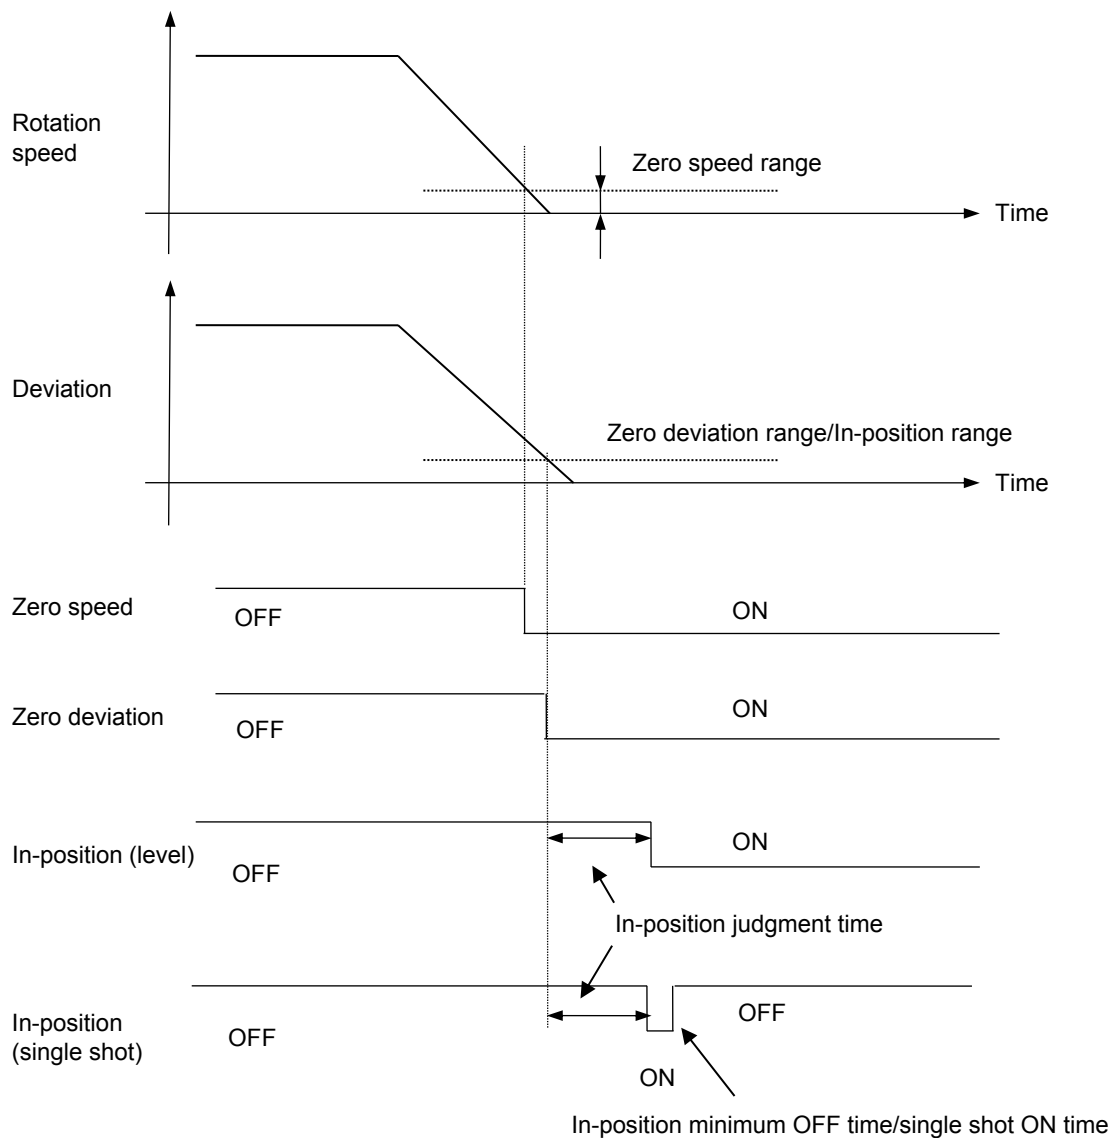 Rotation
speed
Zero speed range
Time
Deviation
Zero deviation range/In-position range
Time
Zero speed
OFF
ON
Zero deviation
OFF
ON
In-position (level)
OFF
ON
In-position judgment time
In-position
(single shot)
OFF
OFF
ON
In-position minimum OFF time/single shot ON time